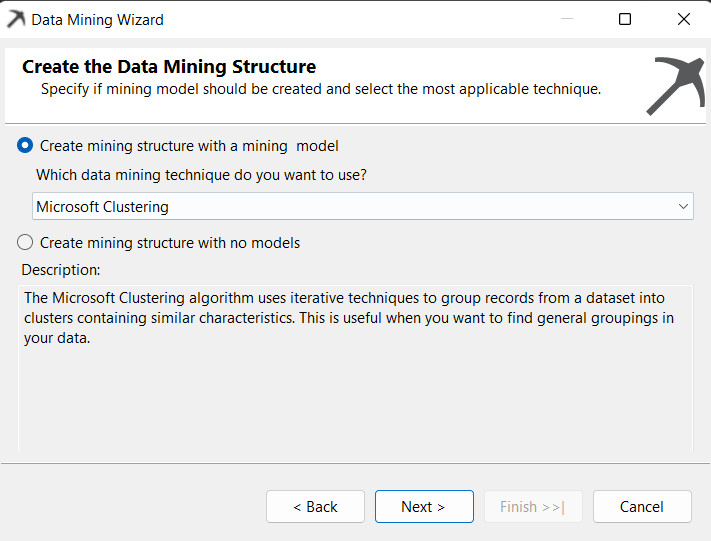 Data Mining Wizard
Create the Data Mining Structure
Specify if mining model should be created and select the most applicable technique.
Create mining structure with a mining  model
Which data mining technique do you want to use?
Microsoft Clustering
Create mining structure with no models
Description:
The Microsoft Clustering algorithm uses iterative techniques to group records from a dataset into
clusters containing similar characteristics. This is useful when you want to find general groupings in
your data.
< Back
Next >
Finish >>|
Cancel